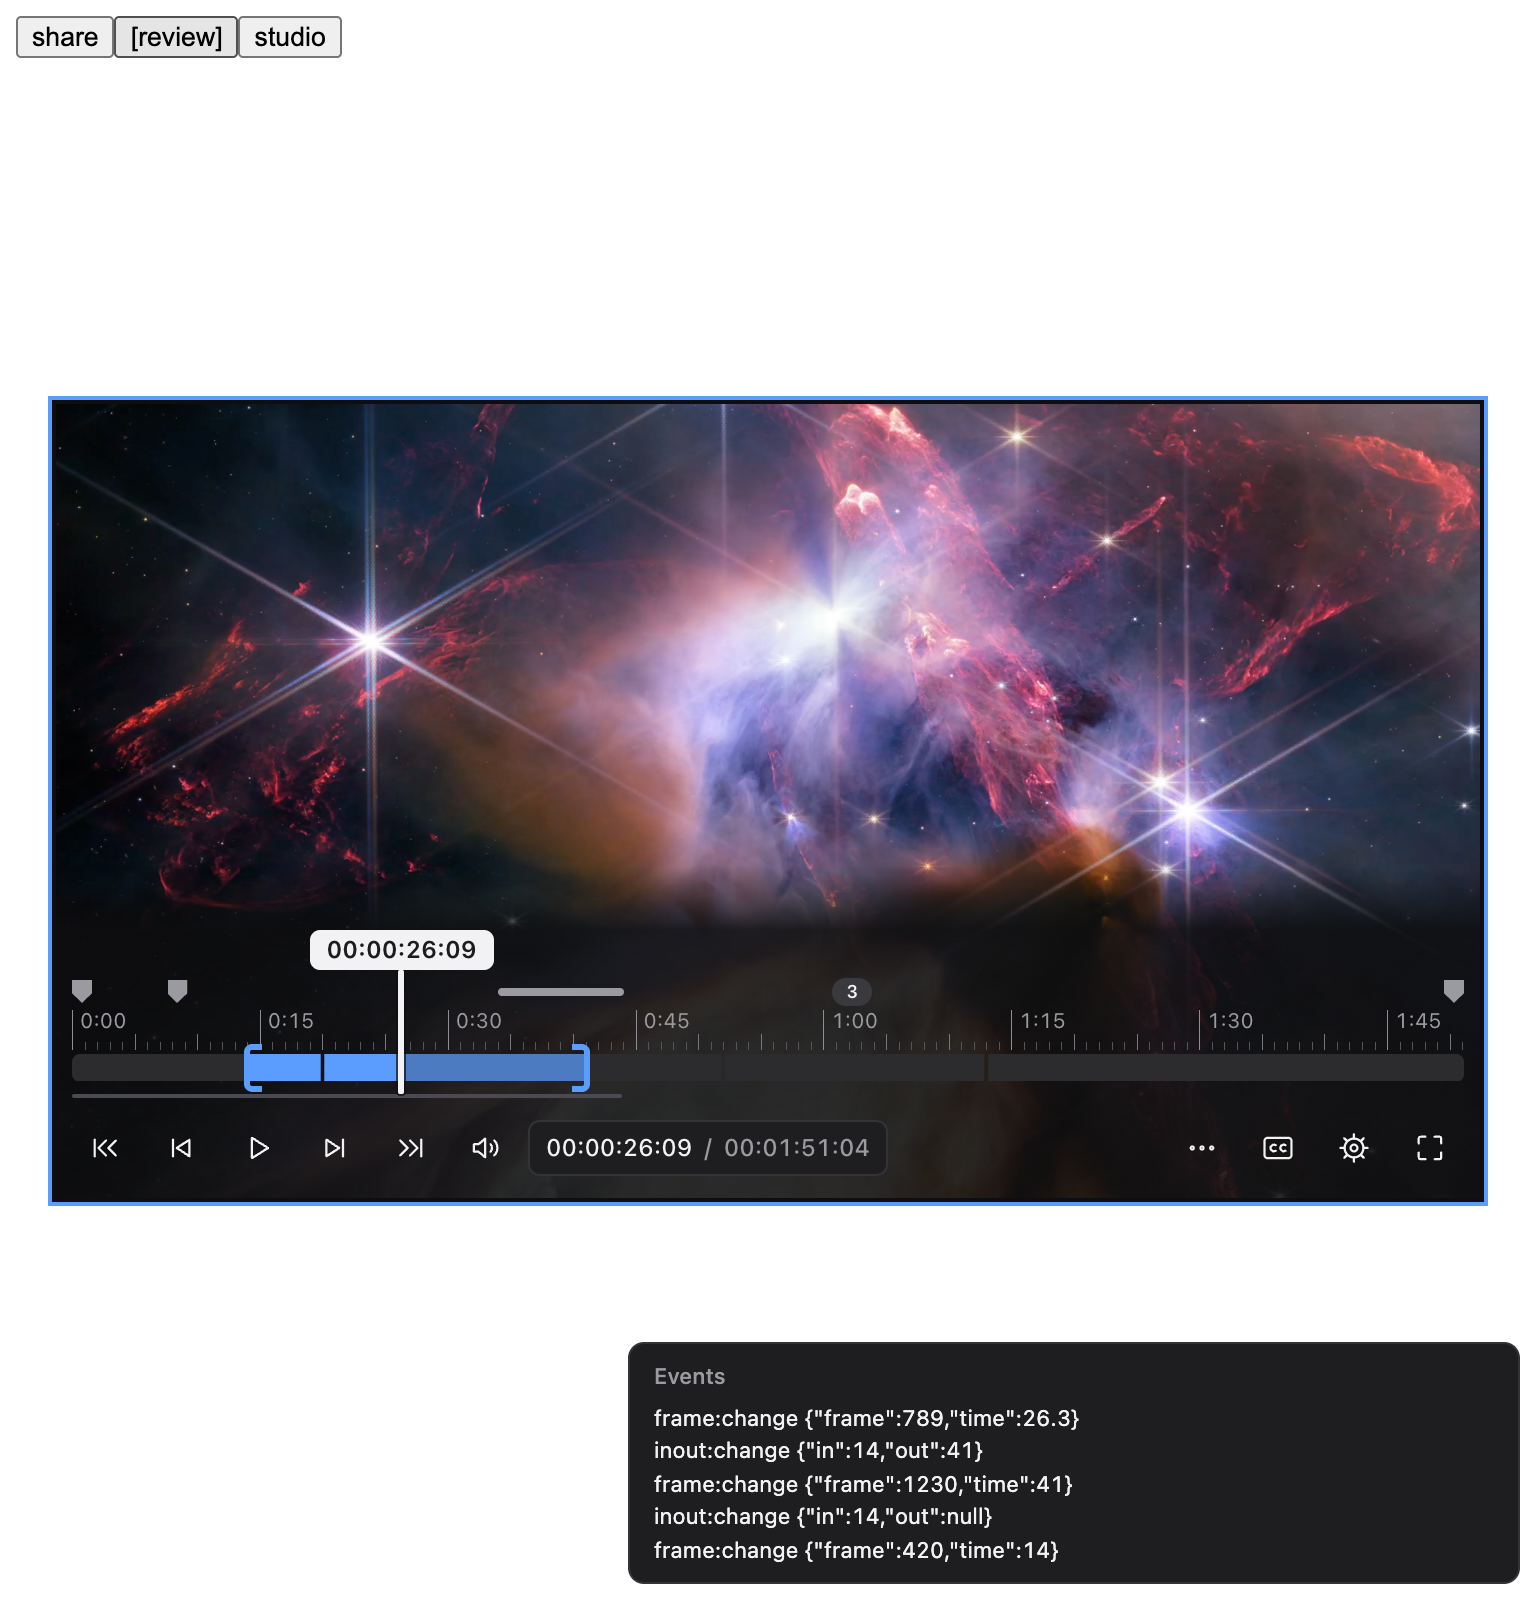 share [review] studio
00:00:26:09
3
0:00 0:15 0:30 0:45 1:00 1:15 1:30 1:45
00:00:26:09 / 00:01:51:04 CC
Events
frame:change {"frame":789,"time":26.3}
inout:change {"in":14,"out":41}
frame:change {"frame":1230,"time":41}
inout:change {"in":14,"out":null}
frame:change {"frame":420,"time":14}